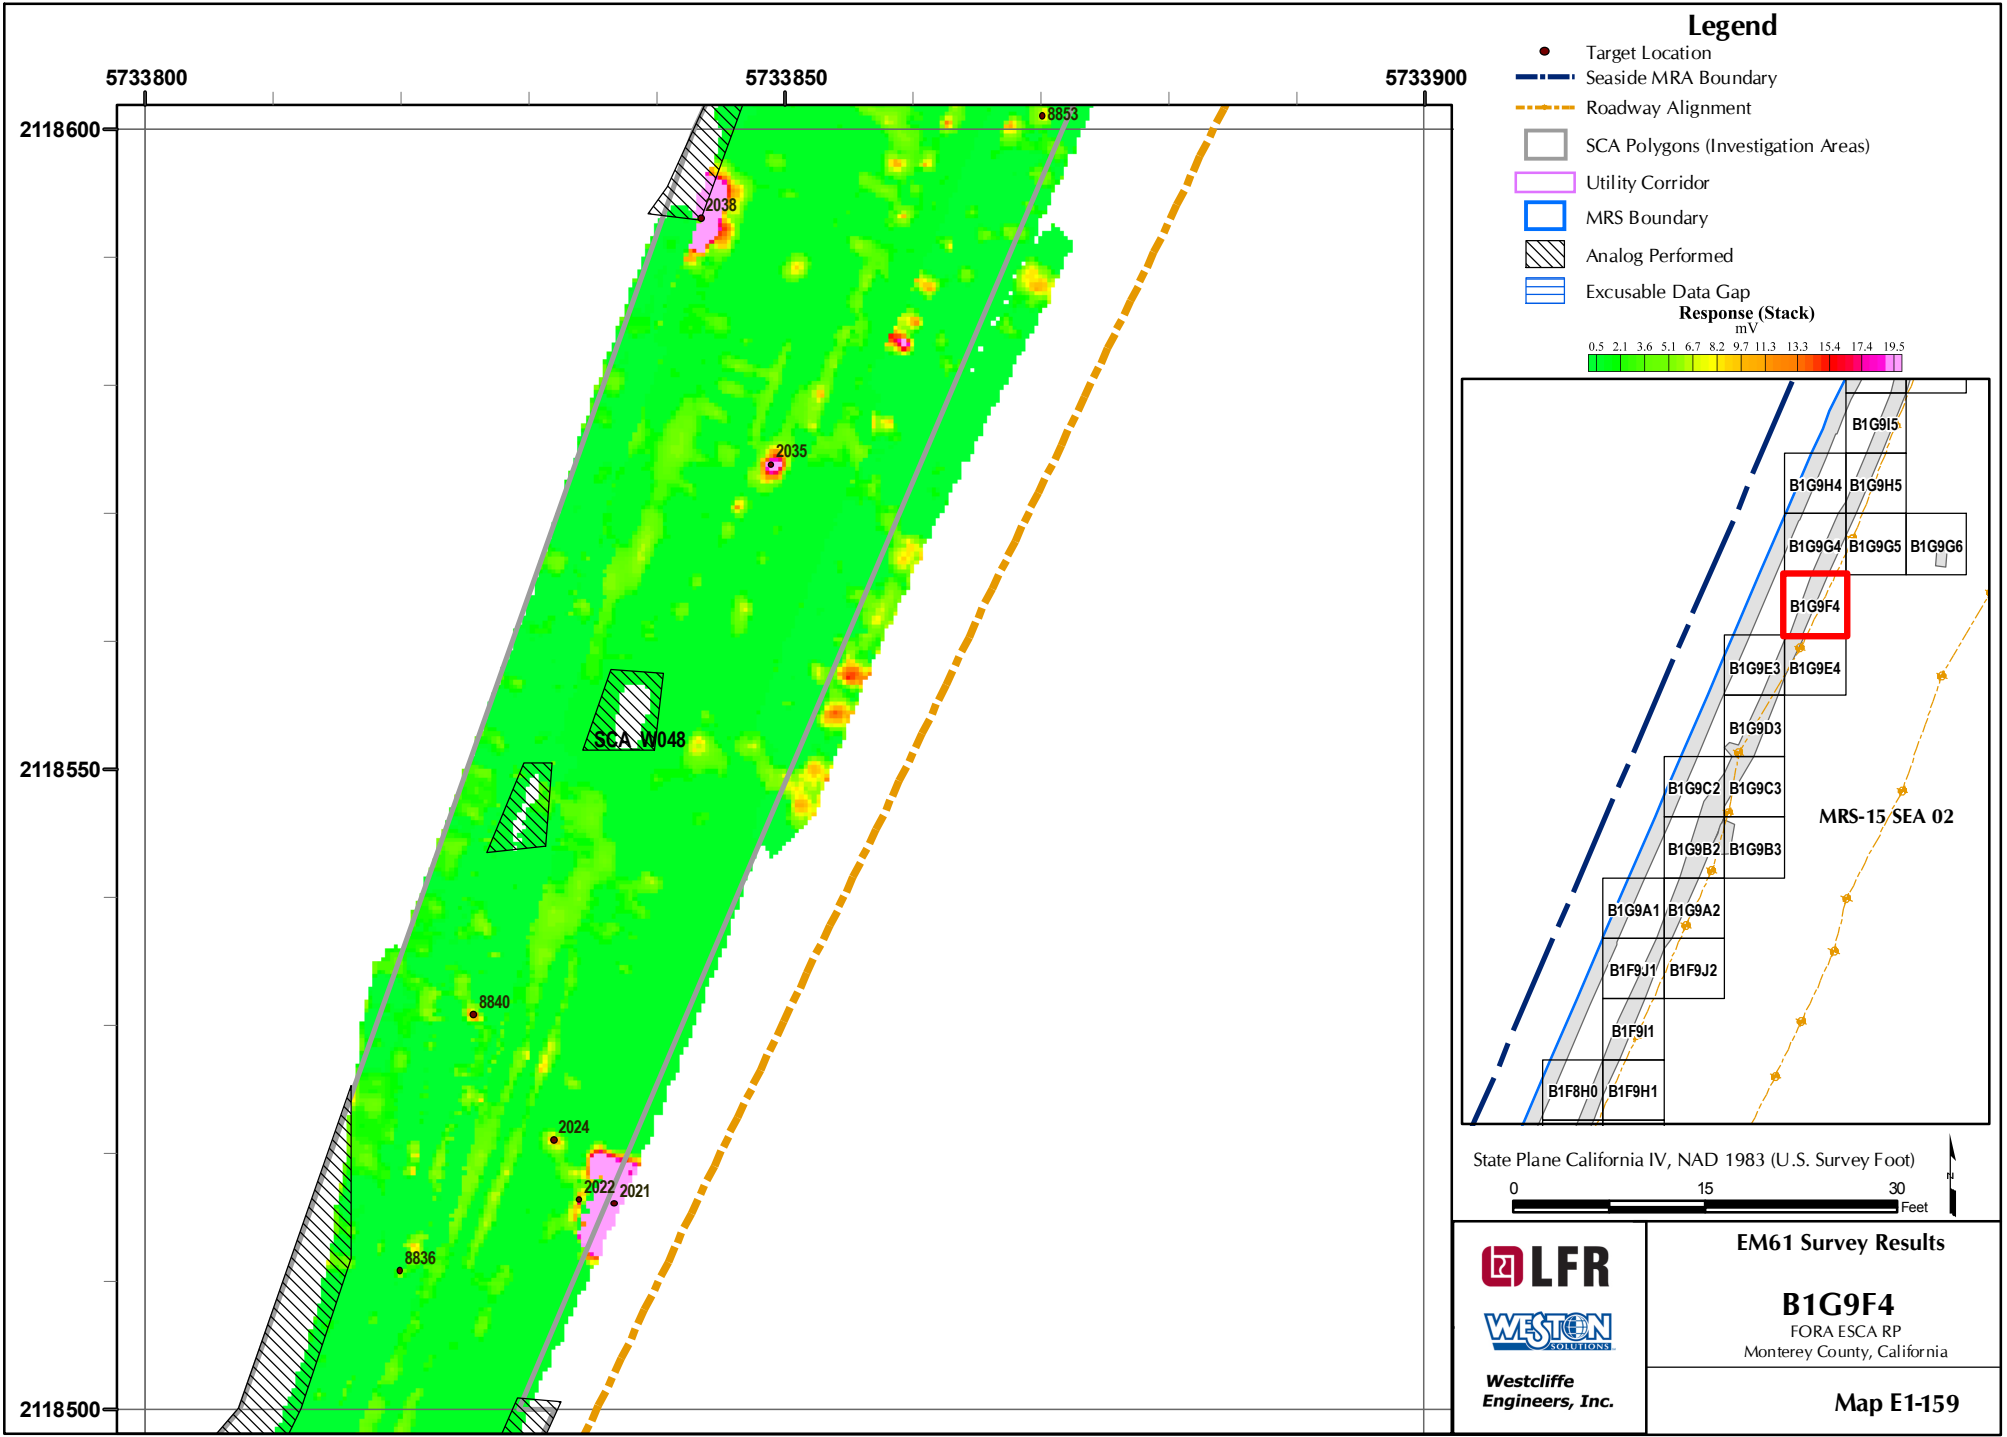 Legend
Target Location
Seaside MRA Boundary
Roadway Alignment
SCA Polygons (Investigation Areas)
Utility Corridor
MRS Boundary
Analog Performed
Excusable Data Gap
Response (Stack)
mV
0.5 2.1 3.6 5.1 6.7 8.2 9.7 11.3 13.3 15.4 17.4 19.5
5733800 5733850 5733900
2118600
2118550
2118500
8853
2038
2035
SCA_W048
8840
2024
2022 2021
8836
B1G9I5
B1G9H4 B1G9H5
B1G9G4 B1G9G5 B1G9G6
B1G9F4
B1G9E3 B1G9E4
B1G9D3
B1G9C2 B1G9C3
MRS-15 SEA 02
B1G9B2 B1G9B3
B1G9A1 B1G9A2
B1F9J1 B1F9J2
B1F9I1
B1F8H0 B1F9H1
State Plane California IV, NAD 1983 (U.S. Survey Foot)
0 15 30
Feet
N
LFR
WESTON
SOLUTIONS
Westcliffe
Engineers, Inc.
EM61 Survey Results
B1G9F4
FORA ESCA RP
Monterey County, California
Map E1-159